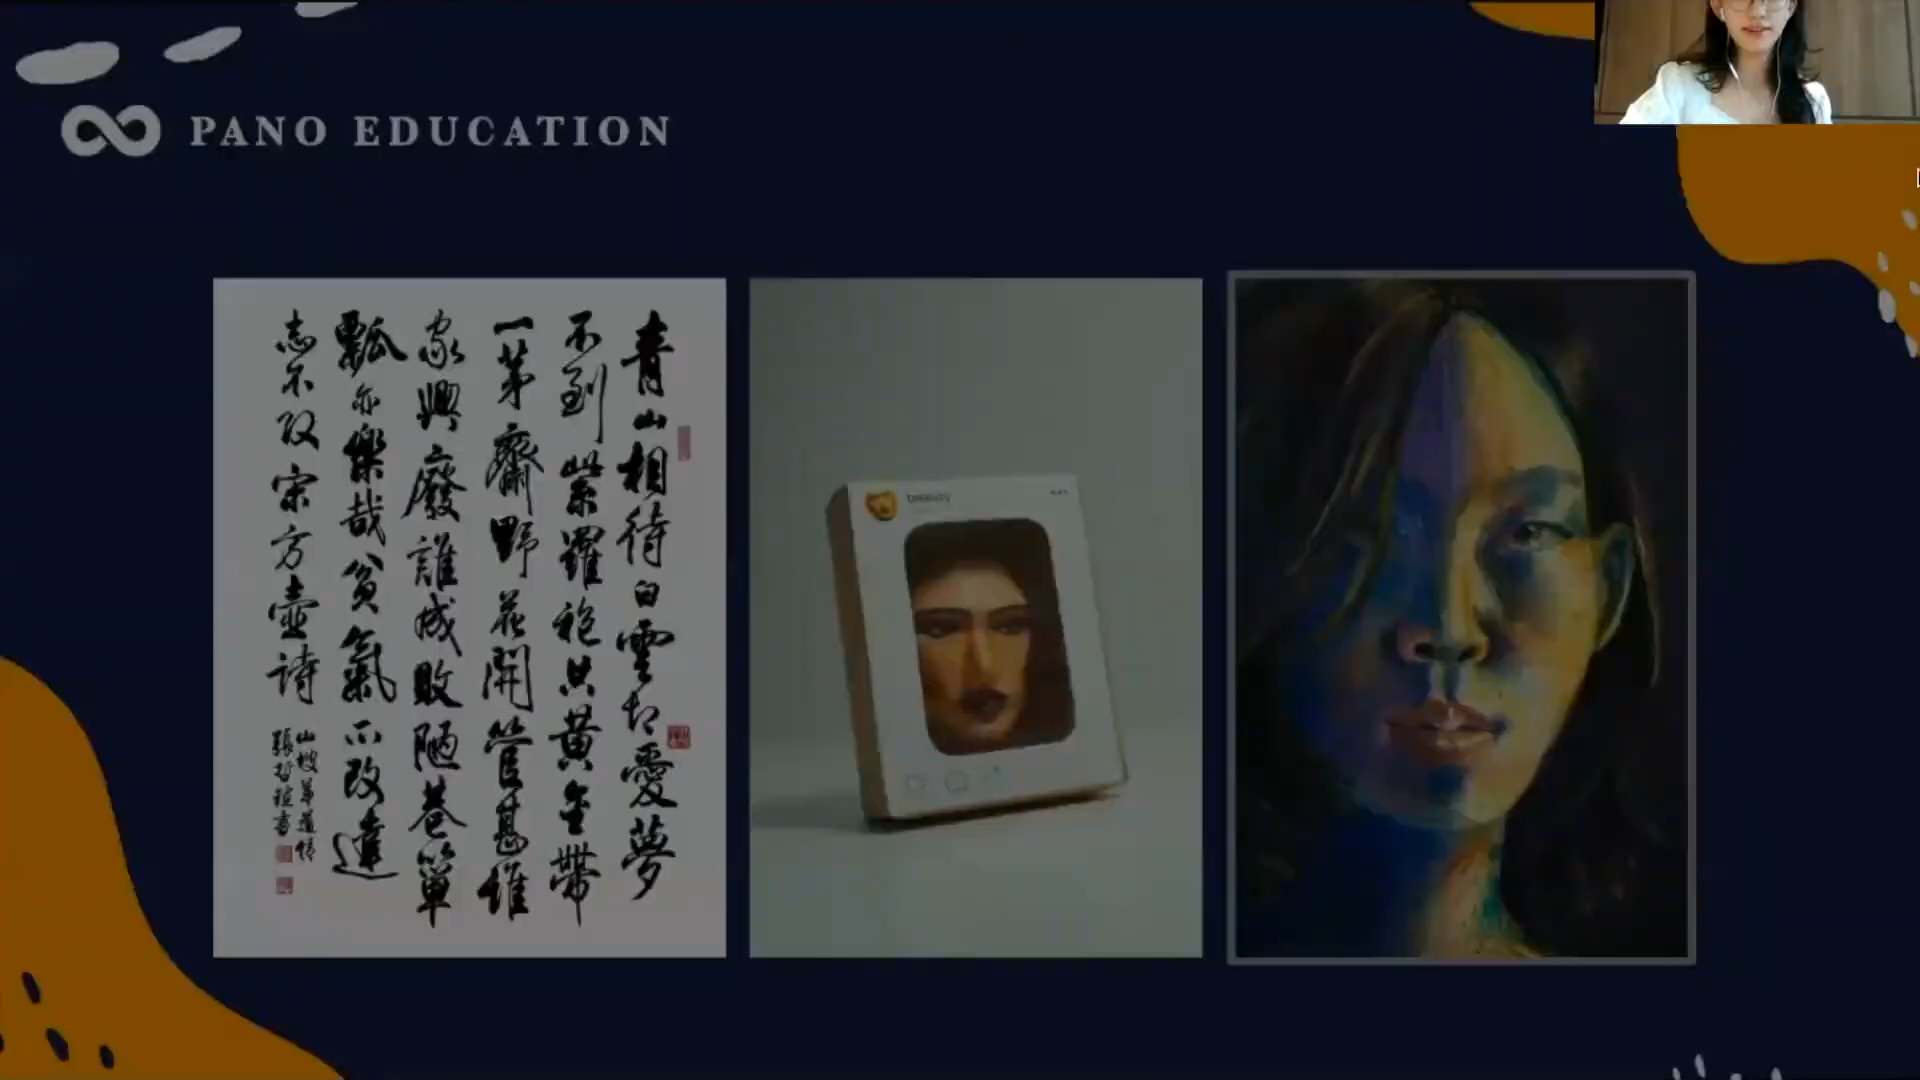 PANO EDUCATION
青山相待白雲相愛夢
不到紫羅袍共黃金帶
一茅齋野花開管甚誰
家興廢誰成敗陋巷簞
瓢亦樂哉貧氣不改達
志不改宋方壺詩
山坡羊道情
beauty